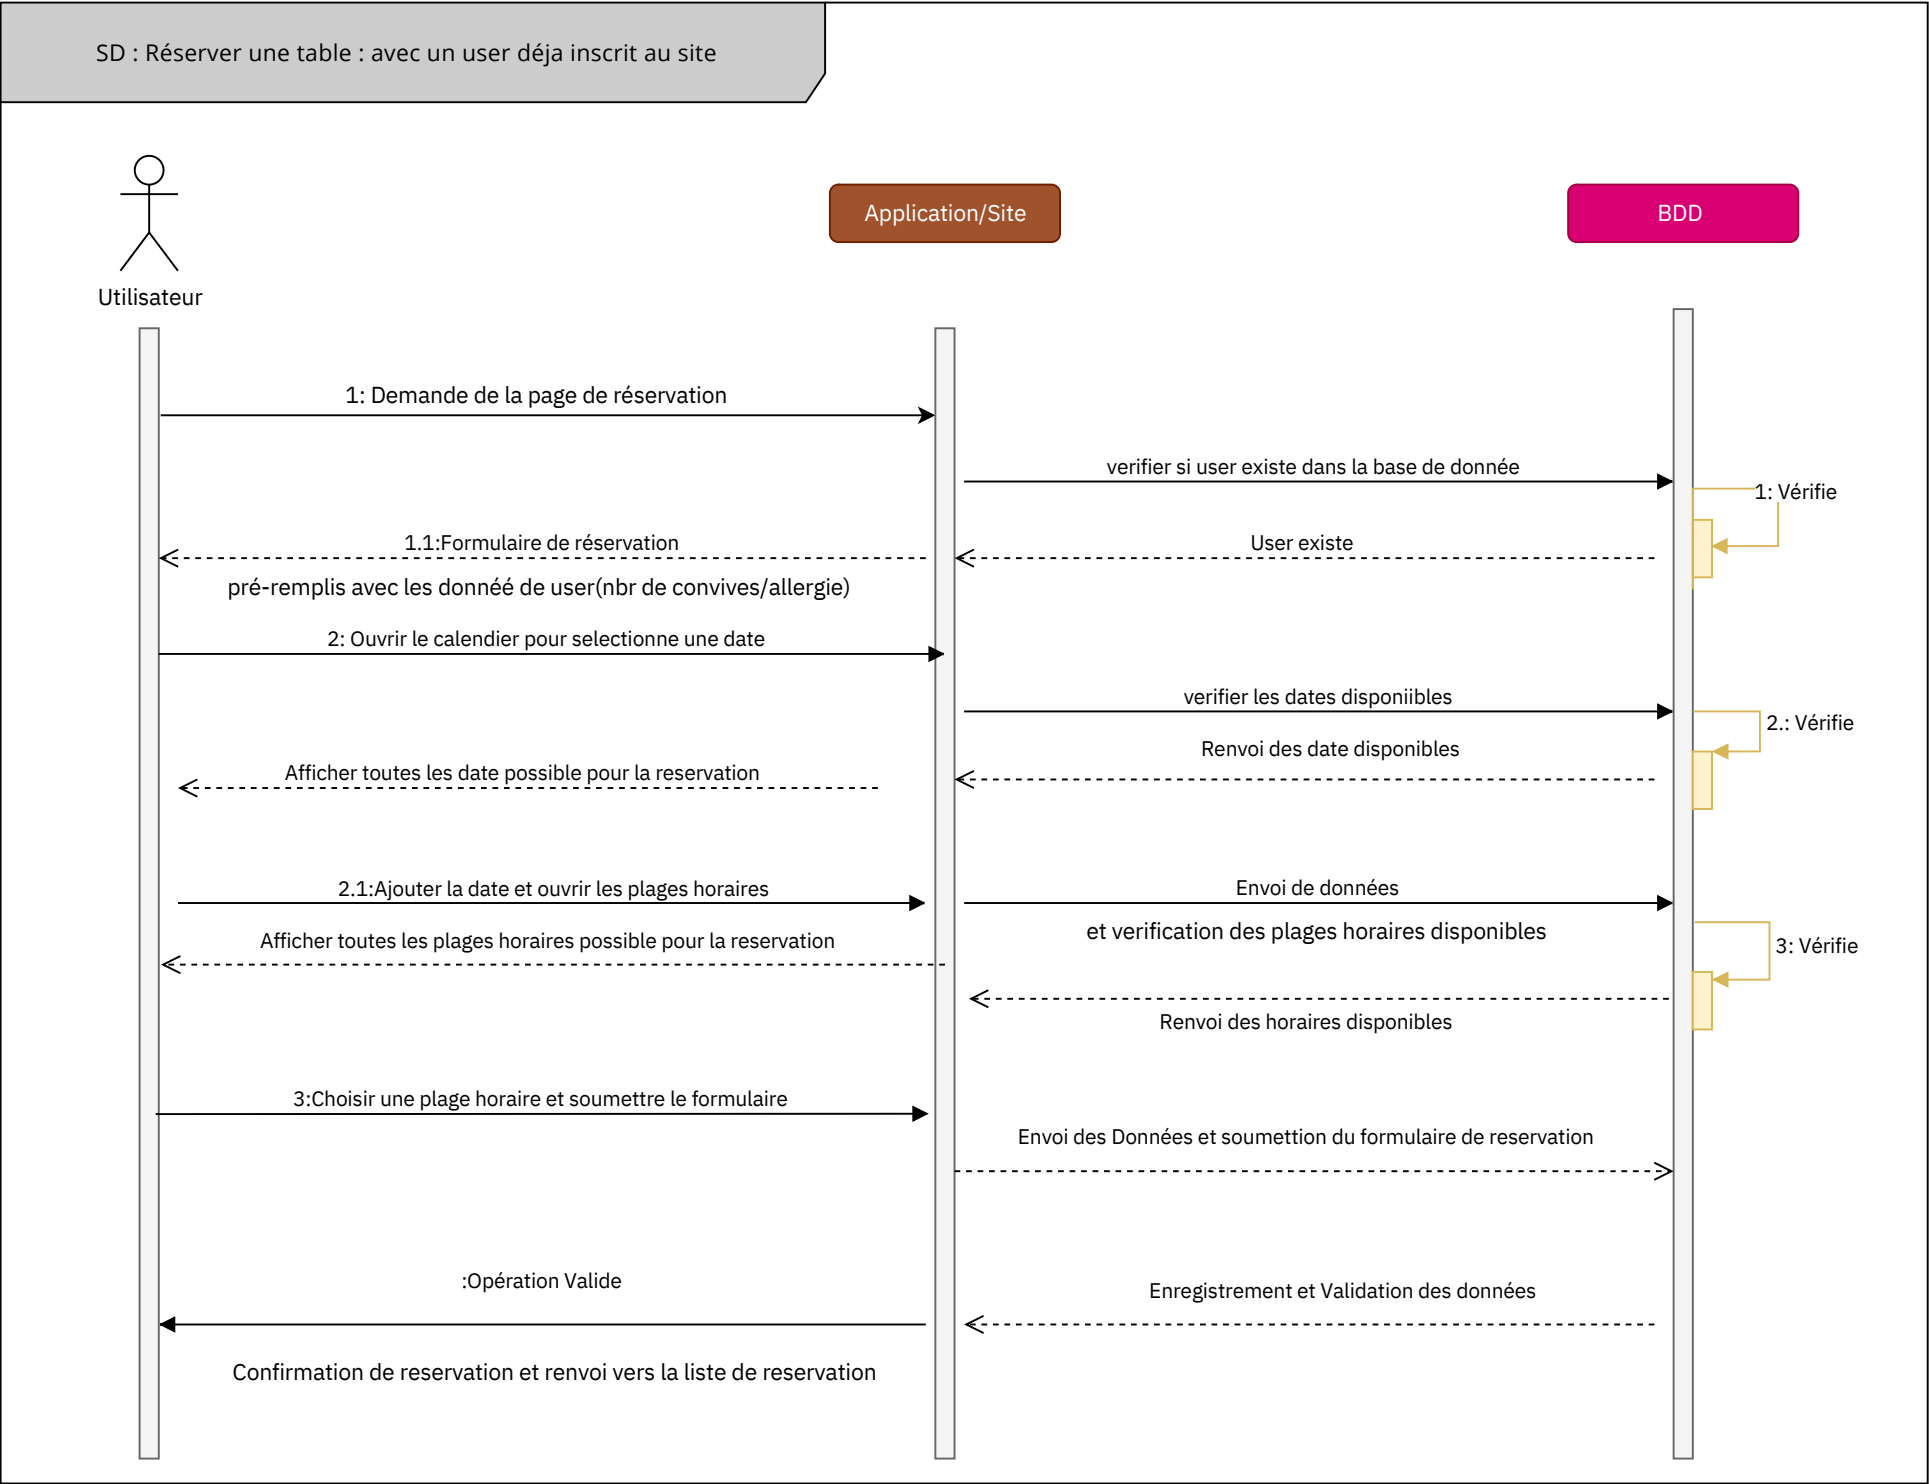 SD : Réserver une table : avec un user déja inscrit au site
Application/Site
BDD
Utilisateur
1: Demande de la page de réservation
verifier si user existe dans la base de donnée
1: Vérifie
1.1:Formulaire de réservation
User existe
pré-remplis avec les donnéé de user(nbr de convives/allergie)
2: Ouvrir le calendier pour selectionne une date
verifier les dates disponiibles
2.: Vérifie
Renvoi des date disponibles
Afficher toutes les date possible pour la reservation
2.1:Ajouter la date et ouvrir les plages horaires
Envoi de données
et verification des plages horaires disponibles
Afficher toutes les plages horaires possible pour la reservation
3: Vérifie
Renvoi des horaires disponibles
3:Choisir une plage horaire et soumettre le formulaire
Envoi des Données et soumettion du formulaire de reservation
:Opération Valide
Enregistrement et Validation des données
Confirmation de reservation et renvoi vers la liste de reservation